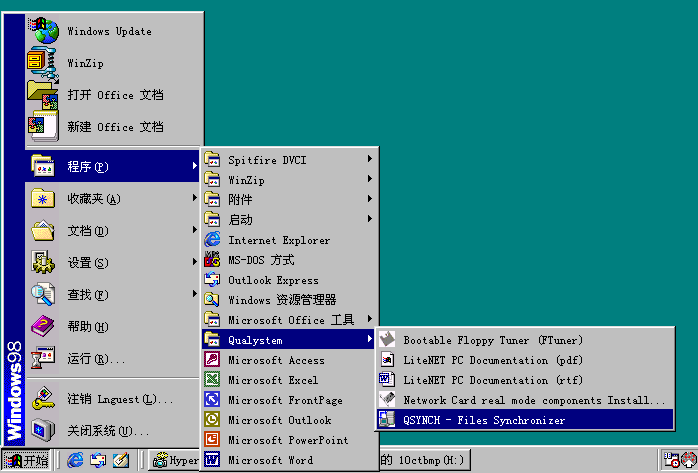 Windows Update
WinZip
打开 Office 文档
新建 Office 文档
程序(P)
收藏夹(A)
文档(D)
设置(S)
查找(F)
帮助(H)
运行(R)...
注销 Lnguest(L)...
关闭系统(U)...
Windows98
Spitfire DVCI
WinZip
附件
启动
Internet Explorer
MS-DOS 方式
Outlook Express
Windows 资源管理器
Microsoft Office 工具
Qualystem
Microsoft Access
Microsoft Excel
Microsoft FrontPage
Microsoft Outlook
Microsoft PowerPoint
Microsoft Word
Bootable Floppy Tuner (FTuner)
LiteNET PC Documentation (pdf)
LiteNET PC Documentation (rtf)
Network Card real mode components Install...
QSYNCH - Files Synchronizer
开始
Hyper
的 10ctbmp(H:)